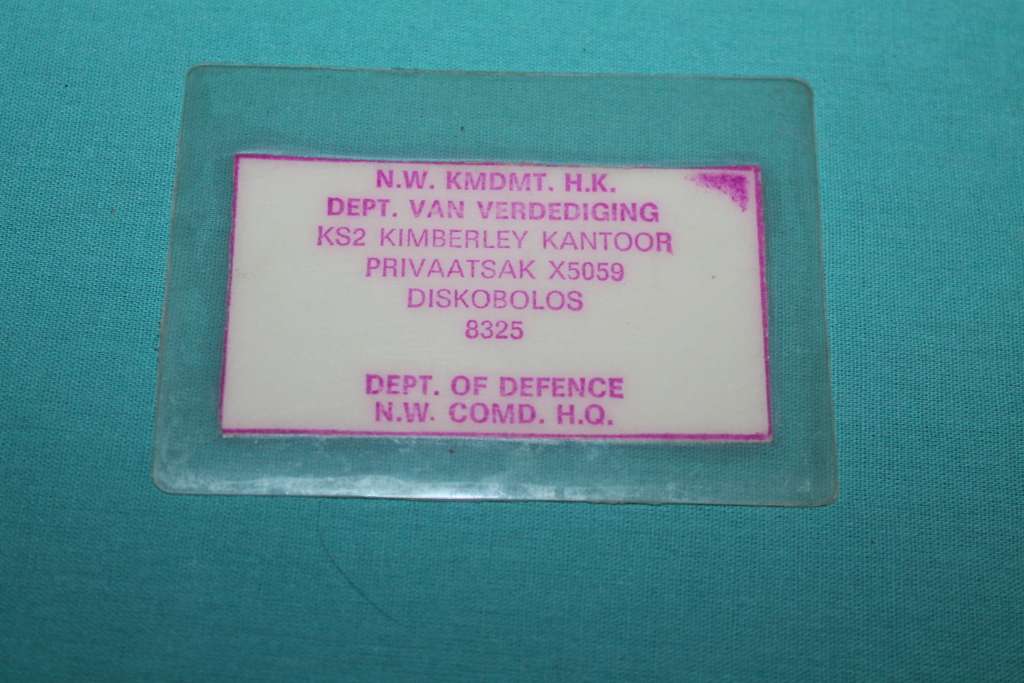 N.W. KMDMT. H.K.
DEPT. VAN VERDEDIGING
KS2 KIMBERLEY KANTOOR
PRIVAATSAK X5059
DISKOBOLOS
8325
DEPT. OF DEFENCE
N.W. COMD. H.Q.